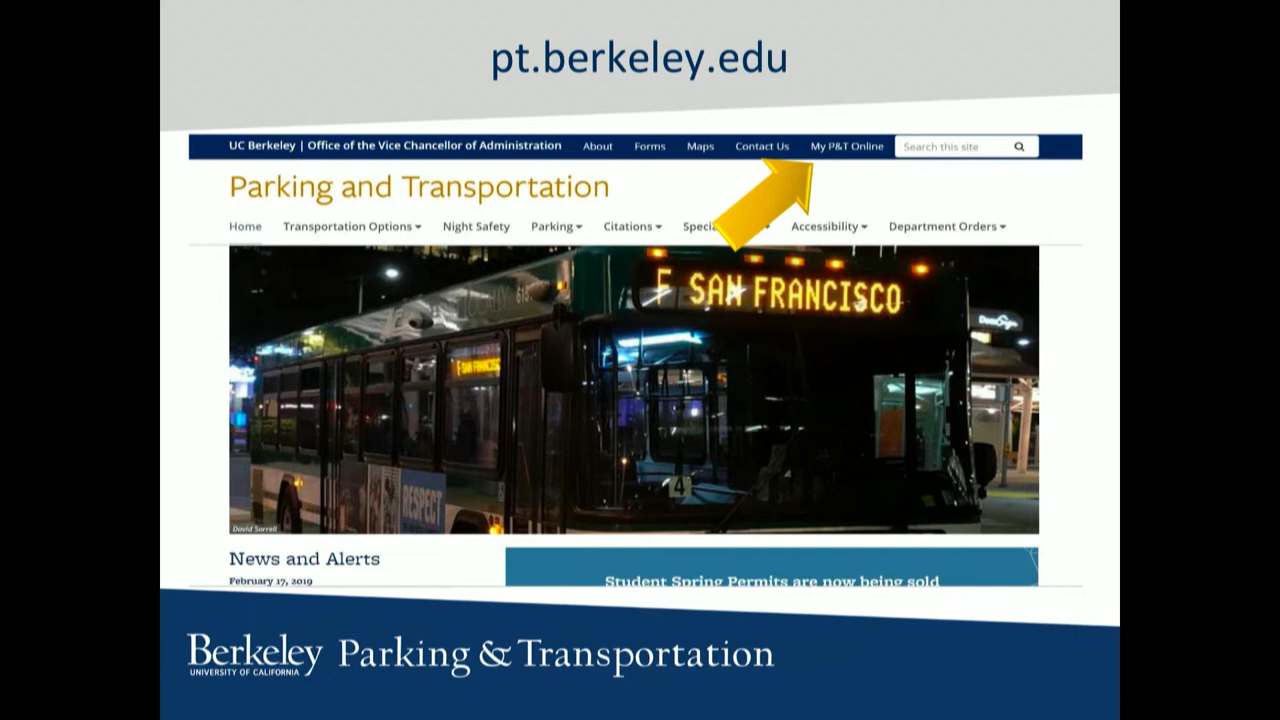 pt.berkeley.edu
UC Berkeley | Office of the Vice Chancellor of Administration About Forms Maps Contact Us My P&T Online Search this site
Parking and Transportation
Home Transportation Options Night Safety Parking Citations Accessibility Department Orders
F SAN FRANCISCO
F SAN FRANCISC
RESPECT
4
David Sorrell
News and Alerts
February 17, 2019
Student Spring Permits are now being sold
Berkeley Parking & Transportation
UNIVERSITY OF CALIFORNIA